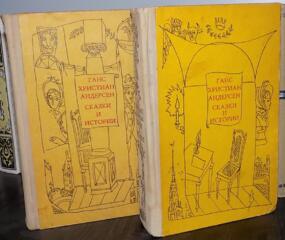 ГАНС
ХРИСТИАН
АНДЕРСЕН
СКАЗКИ
И
ИСТОРИИ
ГАНС
ХРИСТИАН
АНДЕРСЕН
СКАЗКИ
И
ИСТОРИИ